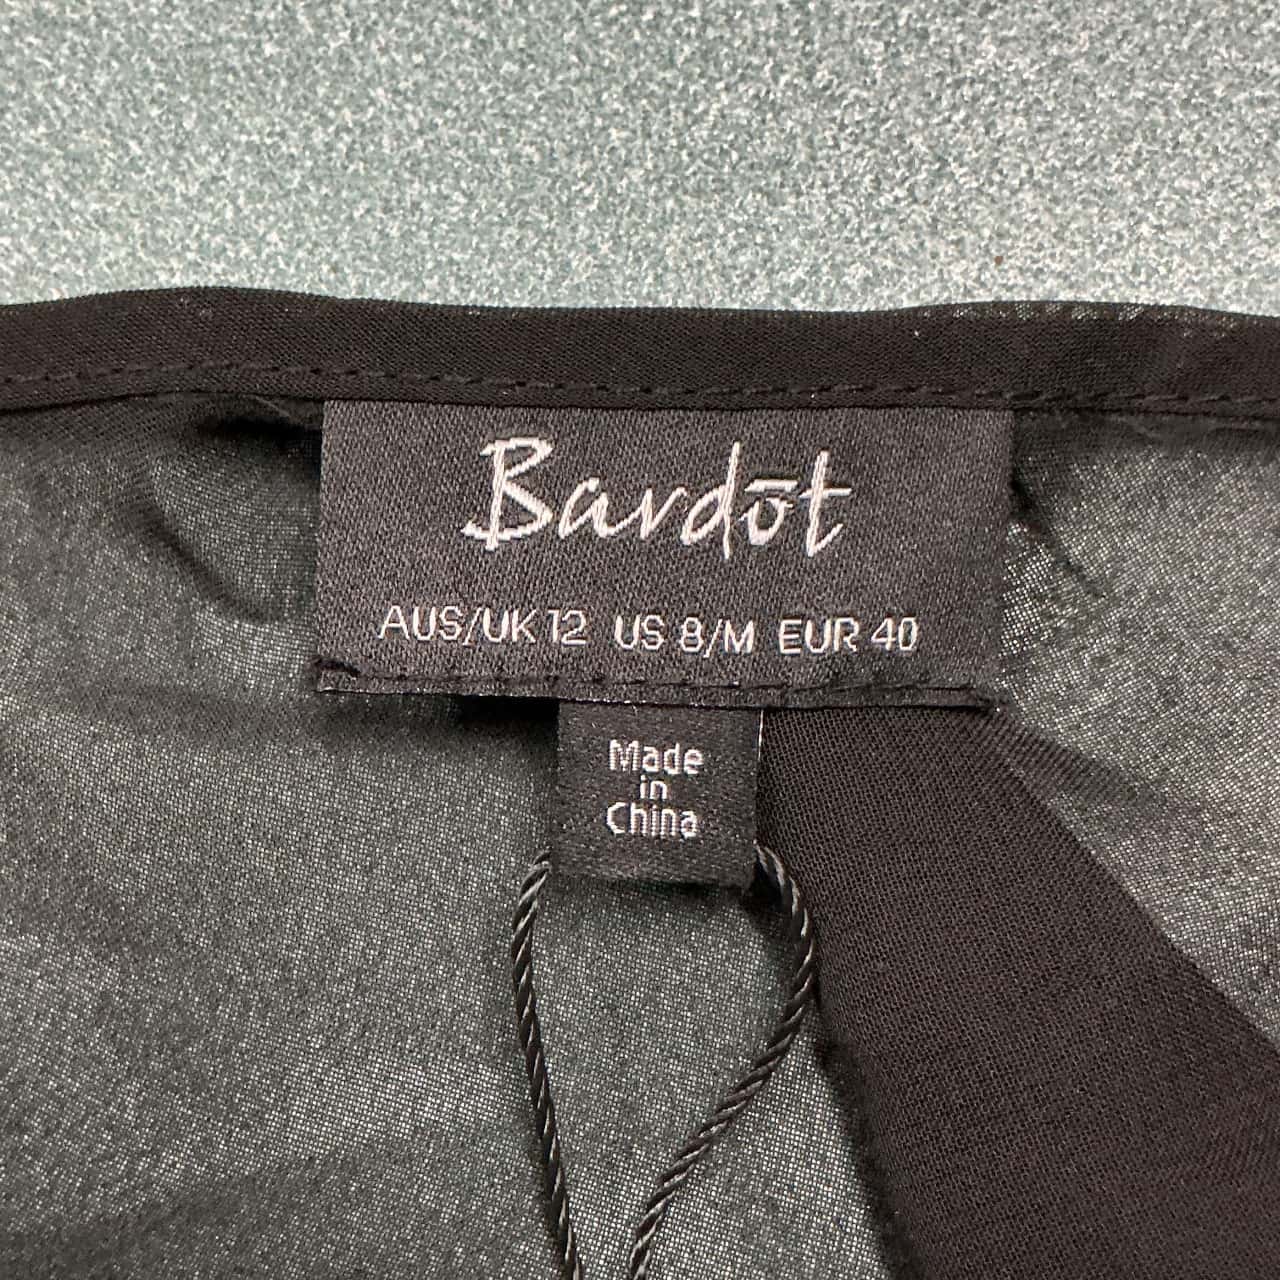 Bardōt
AUS/UK 12 US 8/M EUR 40
Made
in
China